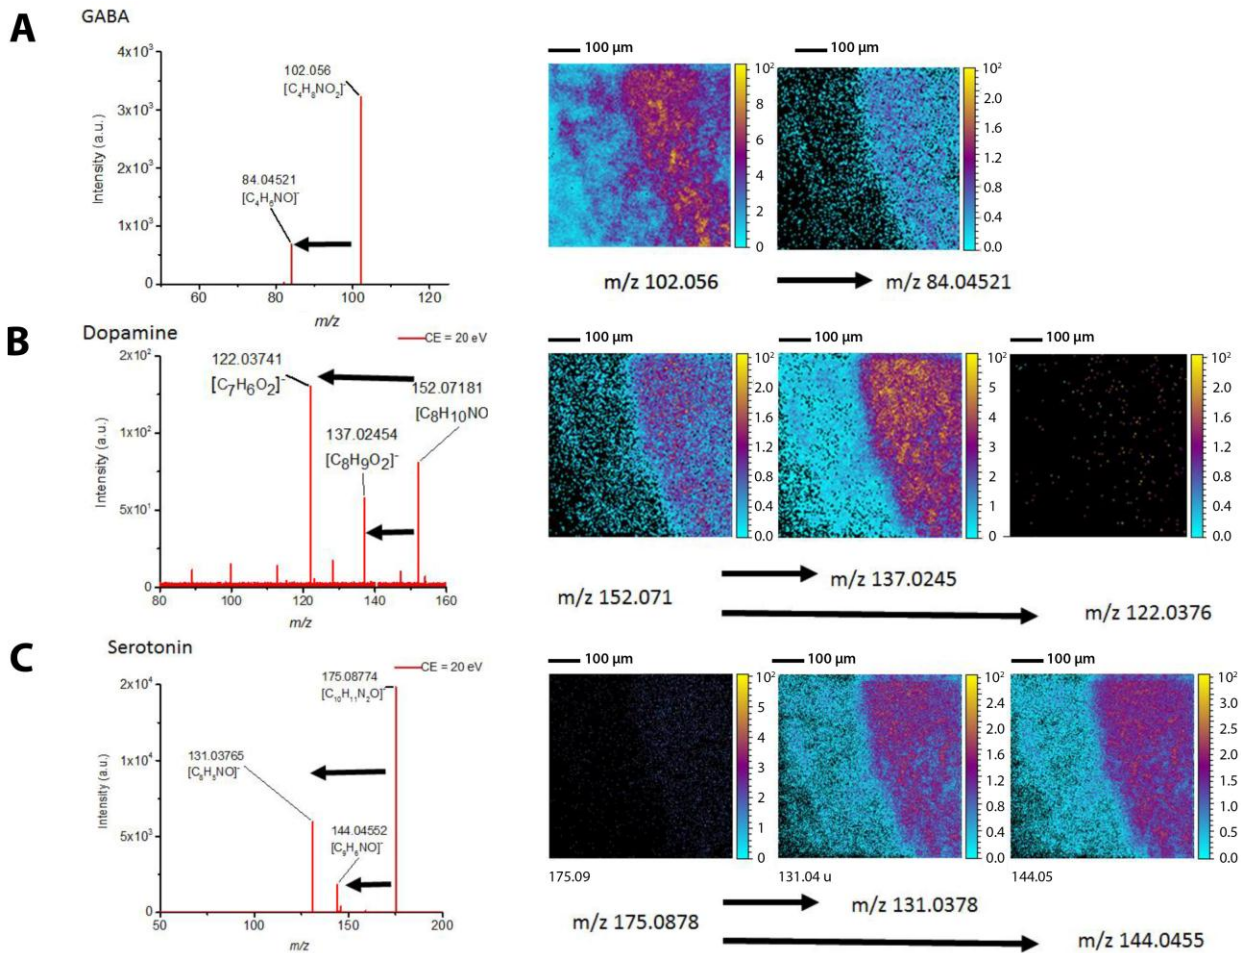 A
GABA
4x10³
3x10³
2x10³
1x10³
0
Intensity (a.u.)
60
80
100
120
m/z
102.056
[C₄H₈NO₂]⁻
84.04521
[C₄H₆NO]⁻
100 µm
10²
8
6
4
2
0
100 µm
10²
2.0
1.6
1.2
0.8
0.4
0.0
m/z 102.056
m/z 84.04521
B
Dopamine
CE = 20 eV
2x10²
1x10²
5x10¹
0
Intensity (a.u.)
80
100
120
140
160
m/z
122.03741
[C₇H₆O₂]⁻
152.07181
[C₈H₁₀NO
137.02454
[C₈H₉O₂]⁻
100 µm
10²
2.0
1.6
1.2
0.8
0.4
0.0
100 µm
10²
5
4
3
2
1
0
100 µm
10²
2.0
1.6
1.2
0.8
0.4
0.0
m/z 152.071
m/z 137.0245
m/z 122.0376
C
Serotonin
CE = 20 eV
2x10⁴
1x10⁴
1x10⁴
5x10³
0
Intensity (a.u.)
50
100
150
200
m/z
175.08774
[C₁₀H₁₁N₂O]⁻
131.03765
[C₈H₅NO]⁻
144.04552
[C₉H₆NO]⁻
100 µm
10²
5
4
3
2
1
0
175.09
100 µm
10²
2.4
2.0
1.6
1.2
0.8
0.4
0.0
131.04 u
100 µm
10²
3.0
2.5
2.0
1.5
1.0
0.5
0.0
144.05
m/z 175.0878
m/z 131.0378
m/z 144.0455